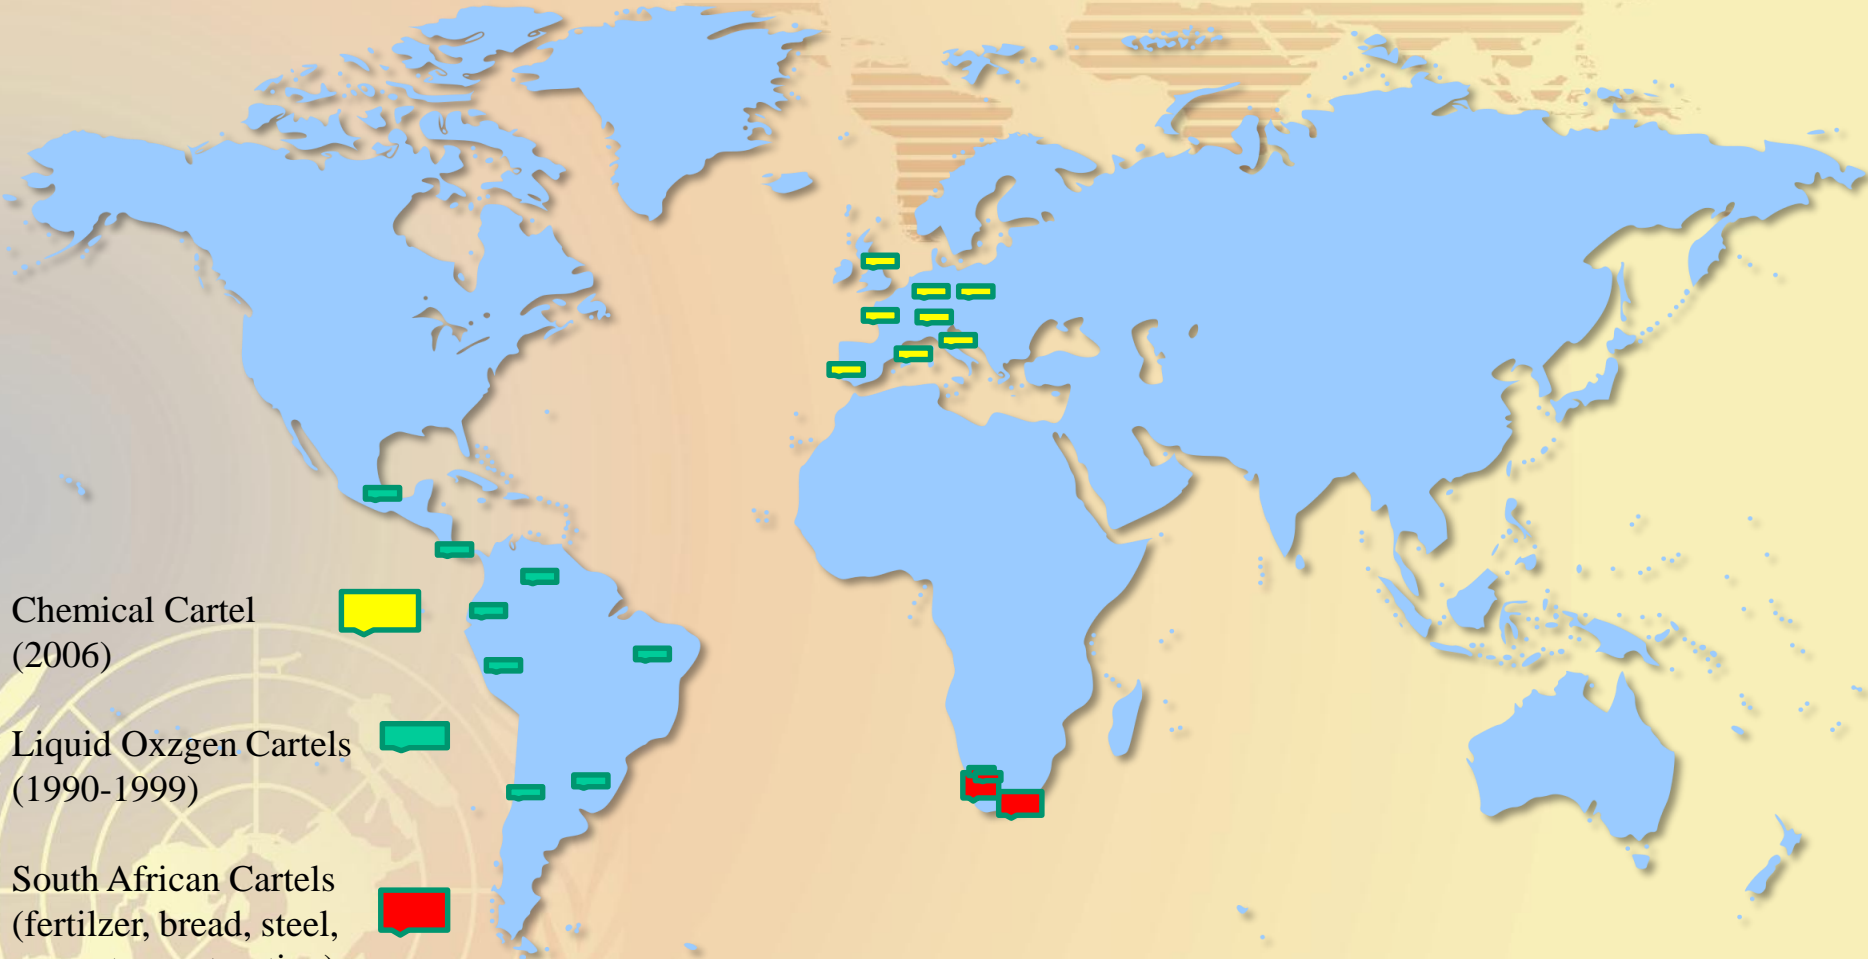 Chemical Cartel
(2006)
Liquid Oxzgen Cartels
(1990-1999)
South African Cartels
(fertilzer, bread, steel,